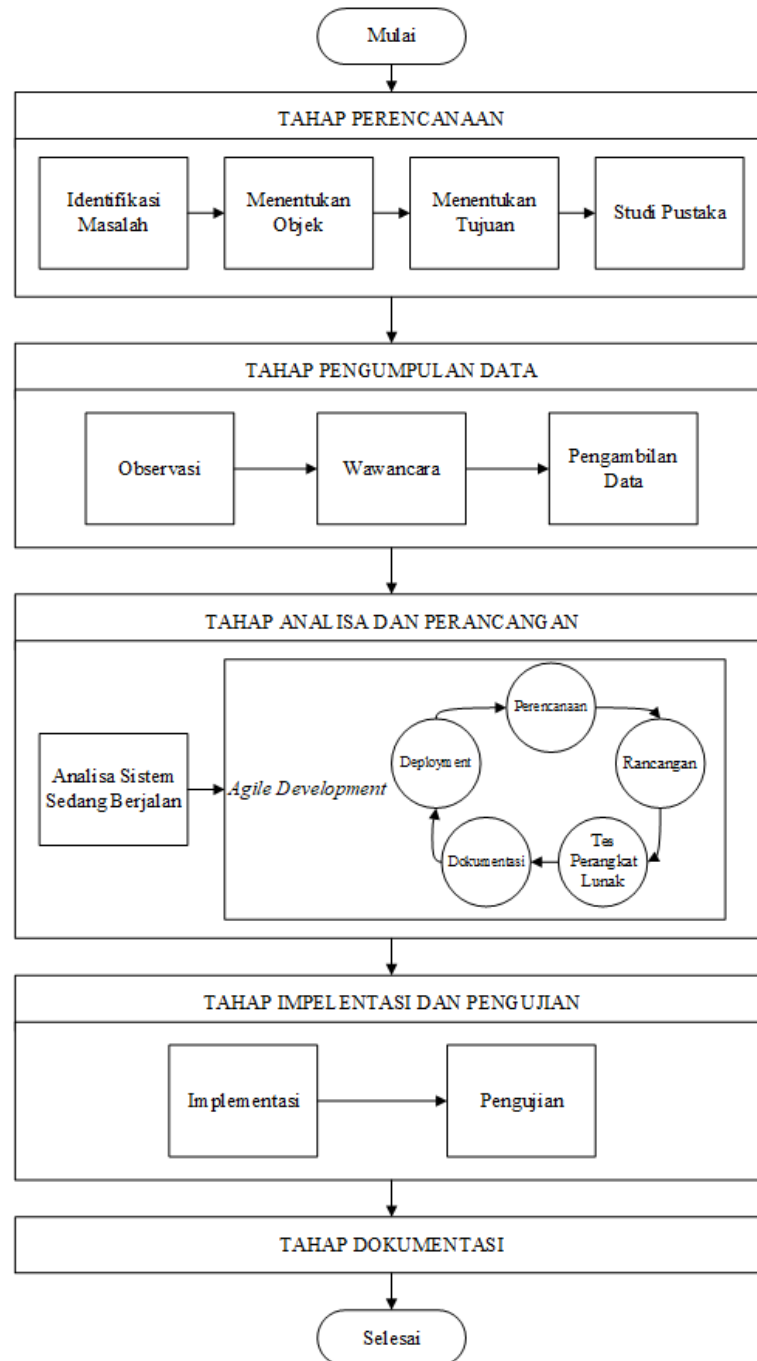 Mulai
TAHAP PERENCANAAN
Identifikasi
Masalah
Menentukan
Objek
Menentukan
Tujuan
Studi Pustaka
TAHAP PENGUMPULAN DATA
Observasi
Wawancara
Pengambilan
Data
TAHAP ANALISA DAN PERANCANGAN
Analisa Sistem
Sedang Berjalan
Agile Development
Perencanaan
Rancangan
Tes
Perangkat
Lunak
Dokumentasi
Deployment
TAHAP IMPELENTASI DAN PENGUJIAN
Implementasi
Pengujian
TAHAP DOKUMENTASI
Selesai